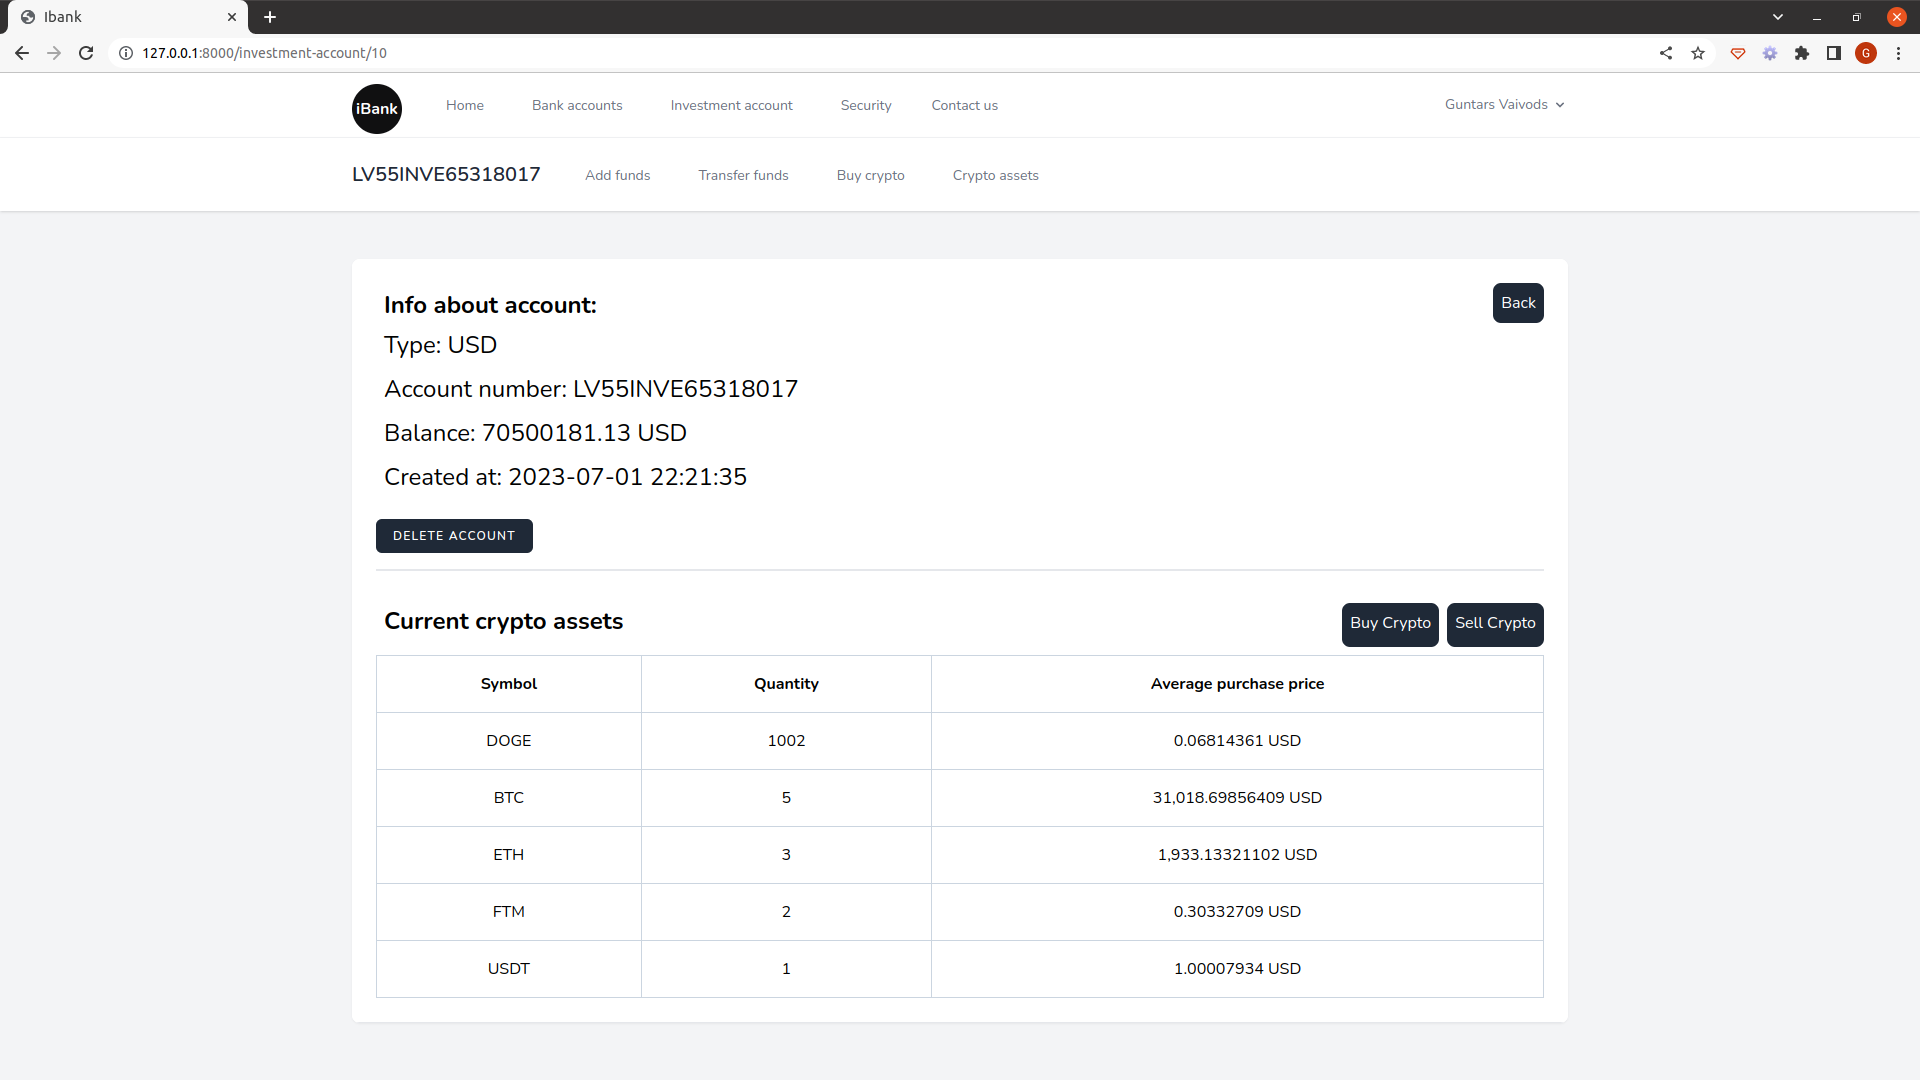 Ibank
127.0.0.1:8000/investment-account/10
G
iBank
Home Bank accounts Investment account Security Contact us Guntars Vaivods
LV55INVE65318017 Add funds Transfer funds Buy crypto Crypto assets
Info about account: Back
Type: USD
Account number: LV55INVE65318017
Balance: 70500181.13 USD
Created at: 2023-07-01 22:21:35
DELETE ACCOUNT
Current crypto assets Buy Crypto Sell Crypto
Symbol Quantity Average purchase price
DOGE 1002 0.06814361 USD
BTC 5 31,018.69856409 USD
ETH 3 1,933.13321102 USD
FTM 2 0.30332709 USD
USDT 1 1.00007934 USD